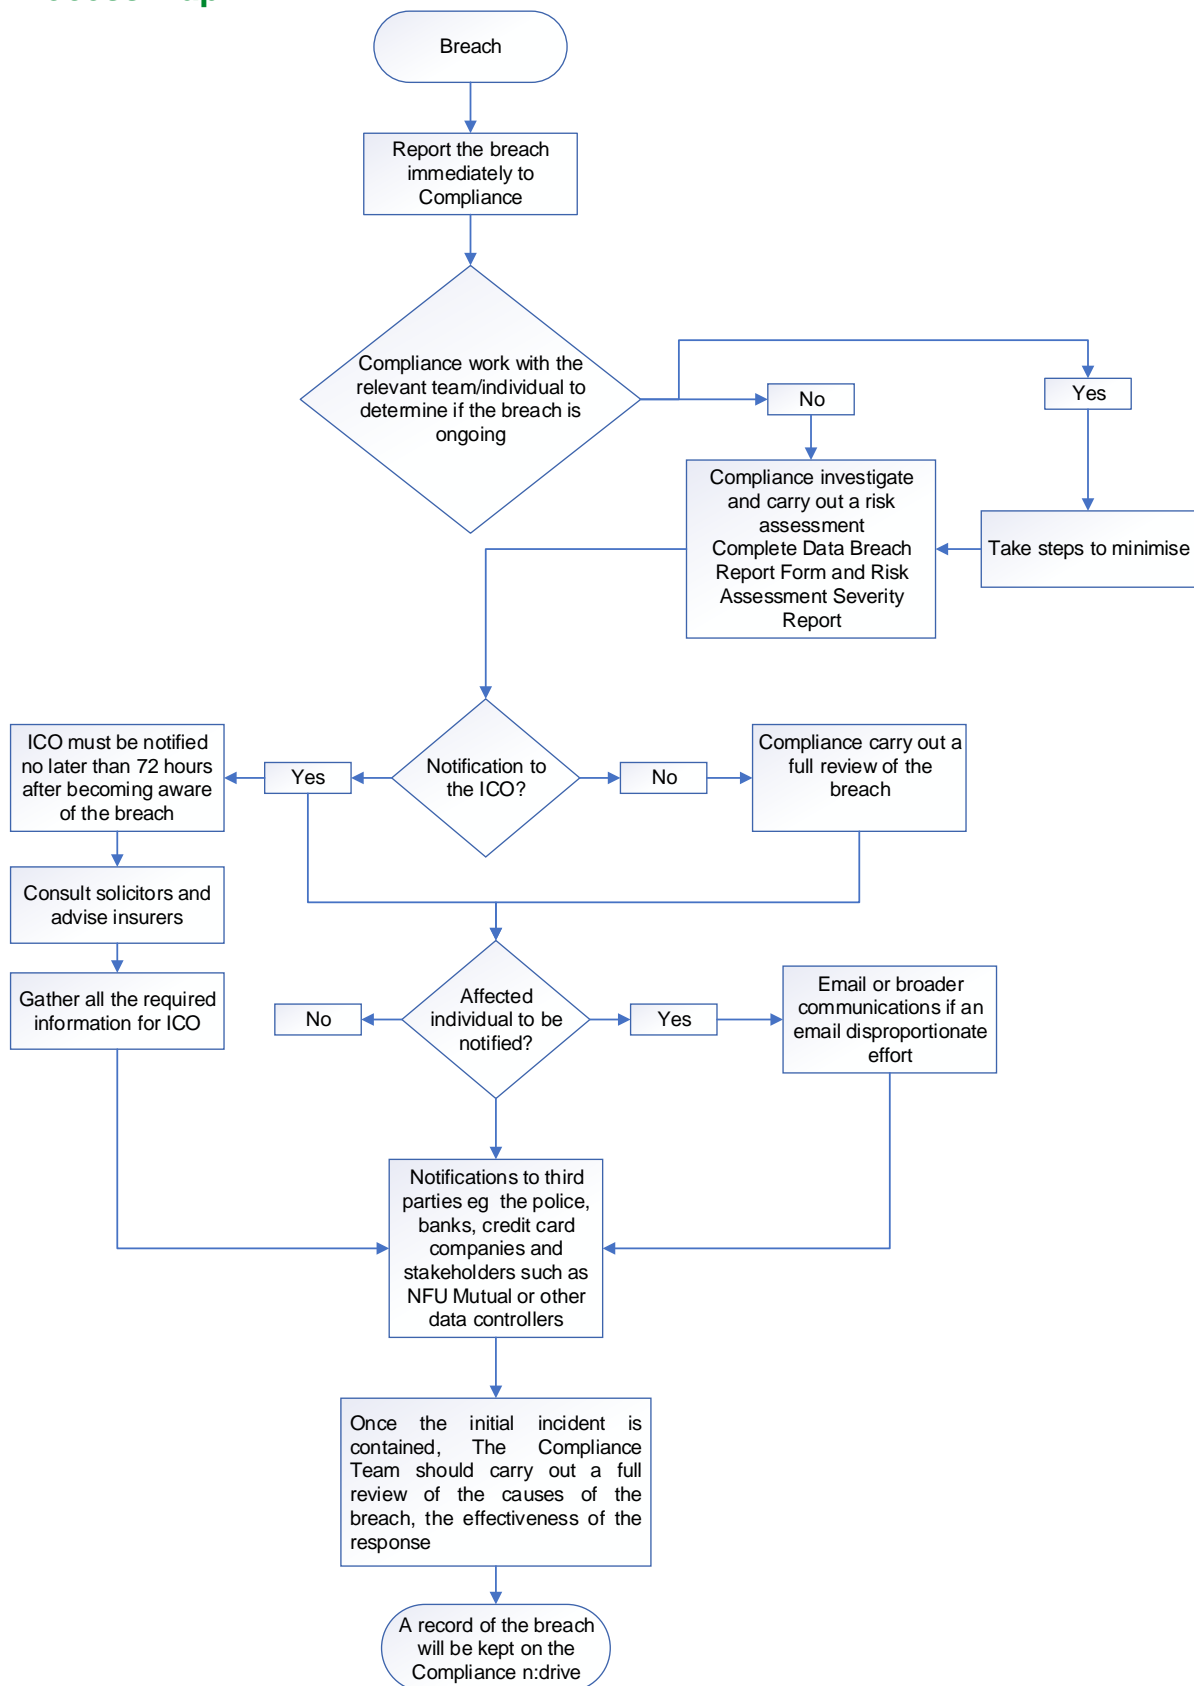 Breach
Report the breach
immediately to
Compliance
Compliance work with the
relevant team/individual to
determine if the breach is
ongoing
No
Yes
Compliance investigate
and carry out a risk
assessment
Complete Data Breach
Report Form and Risk
Assessment Severity
Report
Take steps to minimise
ICO must be notified
no later than 72 hours
after becoming aware
of the breach
Yes
Notification to
the ICO?
No
Compliance carry out a
full review of the
breach
Consult solicitors and
advise insurers
Gather all the required
information for ICO
No
Affected
individual to be
notified?
Yes
Email or broader
communications if an
email disproportionate
effort
Notifications to third
parties eg the police,
banks, credit card
companies and
stakeholders such as
NFU Mutual or other
data controllers
Once the initial incident is
contained, The Compliance
Team should carry out a full
review of the causes of the
breach, the effectiveness of the
response
A record of the breach
will be kept on the
Compliance n:drive